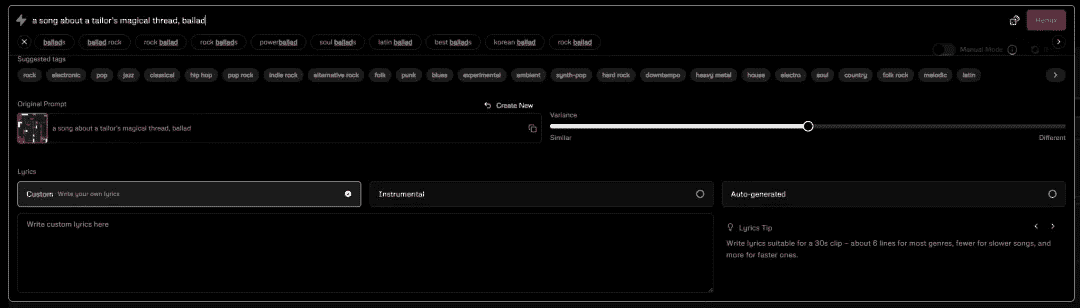 a song about a tailor's magical thread, ballad
Remix
ballads ballad rock rock ballad rock ballads powerballad soul ballads latin ballad best ballads korean ballad rock ballad
Manual Mode
Suggested tags
rock electronic pop jazz classical hip hop pop rock indie rock alternative rock folk punk blues experimental ambient synth-pop hard rock downtempo heavy metal house electro soul country folk rock melodic latin
Original Prompt
Create New
a song about a tailor's magical thread, ballad
Variance
Similar Different
Lyrics
Custom Write your own lyrics
Instrumental
Auto-generated
Write custom lyrics here
Lyrics Tip
Write lyrics suitable for a 30s clip – about 6 lines for most genres, fewer for slower songs, and
more for faster ones.